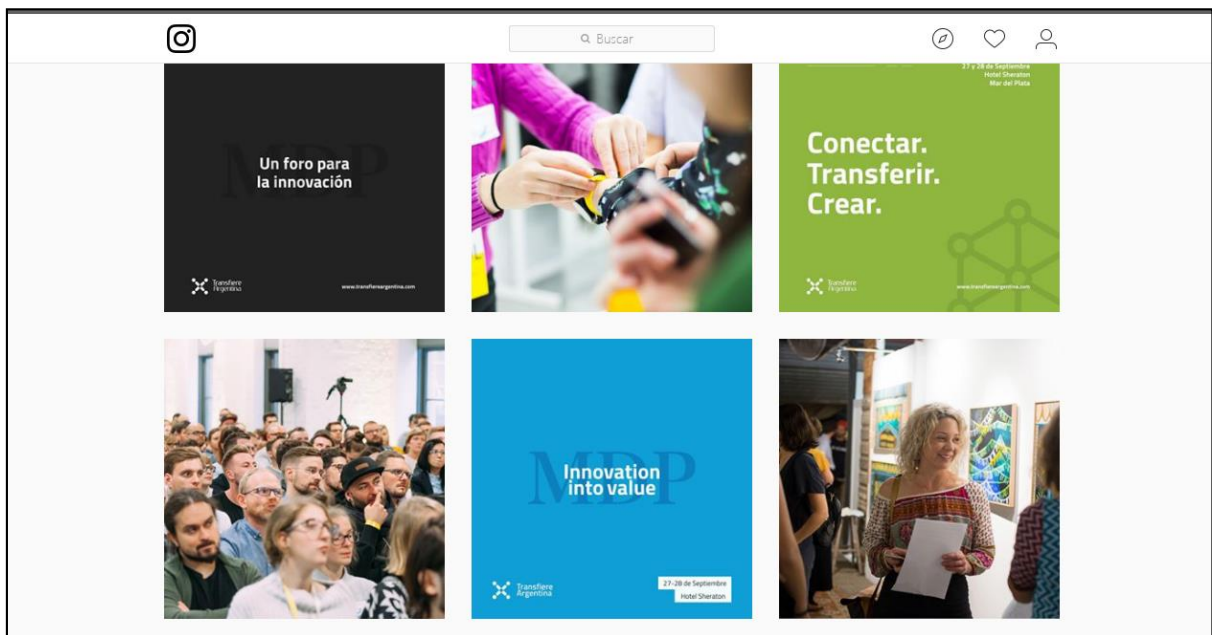 Buscar
MDP
Un foro para
la innovación
Transfiere
Argentina
www.transfiereargentina.com
27 y 28 de Septiembre
Hotel Sheraton
Mar del Plata
Conectar.
Transferir.
Crear.
Transfiere
Argentina
www.transfiereargentina.com
MDP
Innovation
into value
Transfiere
Argentina
27-28 de Septiembre
Hotel Sheraton